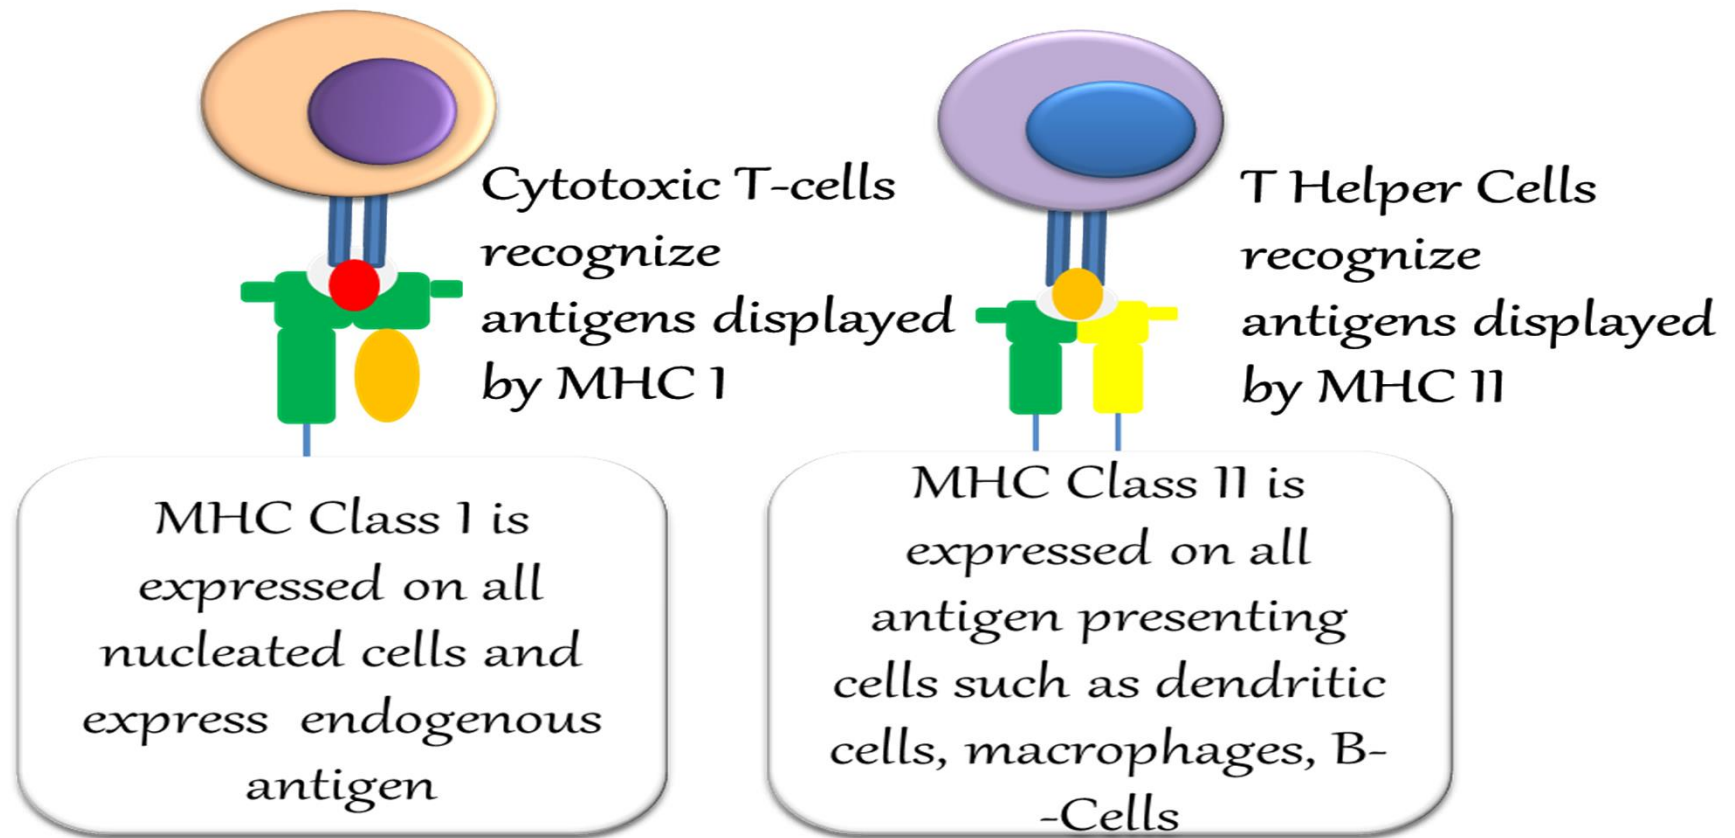 Cytotoxic T-cells
recognize
antigens displayed
by MHC I
T Helper Cells
recognize
antigens displayed
by MHC II
MHC Class I is
expressed on all
nucleated cells and
express endogenous
antigen
MHC Class II is
expressed on all
antigen presenting
cells such as dendritic
cells, macrophages, B-
-Cells